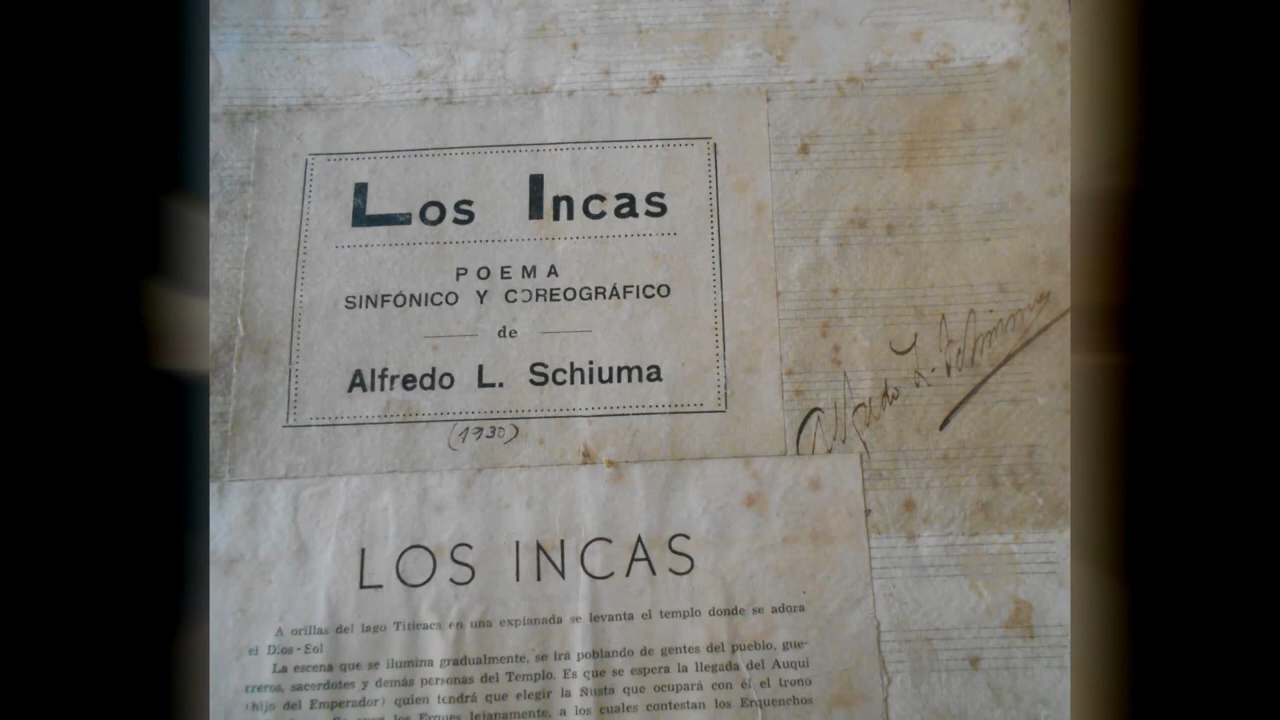 Los Incas
POEMA
SINFÓNICO Y COREOGRÁFICO
de
Alfredo L. Schiuma
(1930)
Alfredo L. Schiuma
LOS INCAS
A orillas del lago Titicaca en una explanada se levanta el templo donde se adora
el Dios-Sol
La escena que se ilumina gradualmente, se irá poblando de gentes del pueblo, gue-
rreros, sacerdotes y demás personas del Templo. Es que se espera la llegada del Auqui
(hijo del Emperador) quien tendrá que elegir la Ñusta que ocupará con él el trono
los Erques lejanamente, a los cuales contestan los Erquenchos